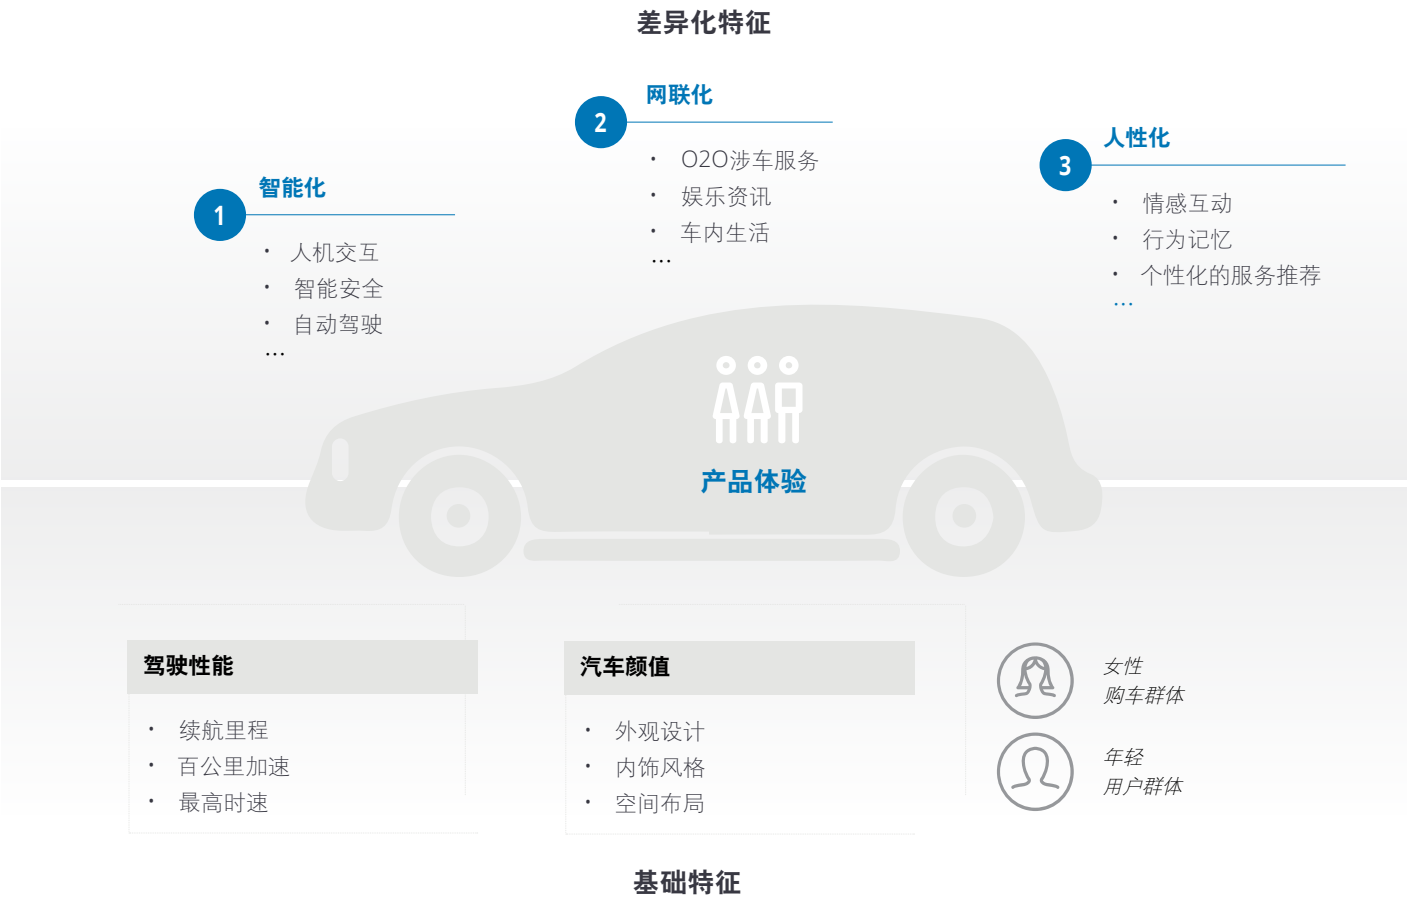 差异化特征
1
智能化
• 人机交互
• 智能安全
• 自动驾驶
...
2
网联化
• O2O涉车服务
• 娱乐资讯
• 车内生活
...
3
人性化
• 情感互动
• 行为记忆
• 个性化的服务推荐
...
产品体验
驾驶性能
• 续航里程
• 百公里加速
• 最高时速
汽车颜值
• 外观设计
• 内饰风格
• 空间布局
女性
购车群体
年轻
用户群体
基础特征